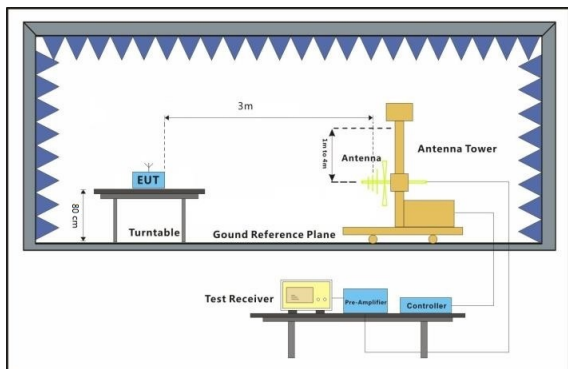 3m
1m to 4m
Antenna
Antenna Tower
EUT
80 cm
Turntable
Gound Reference Plane
Test Receiver
Pre-Amplifier
Controller